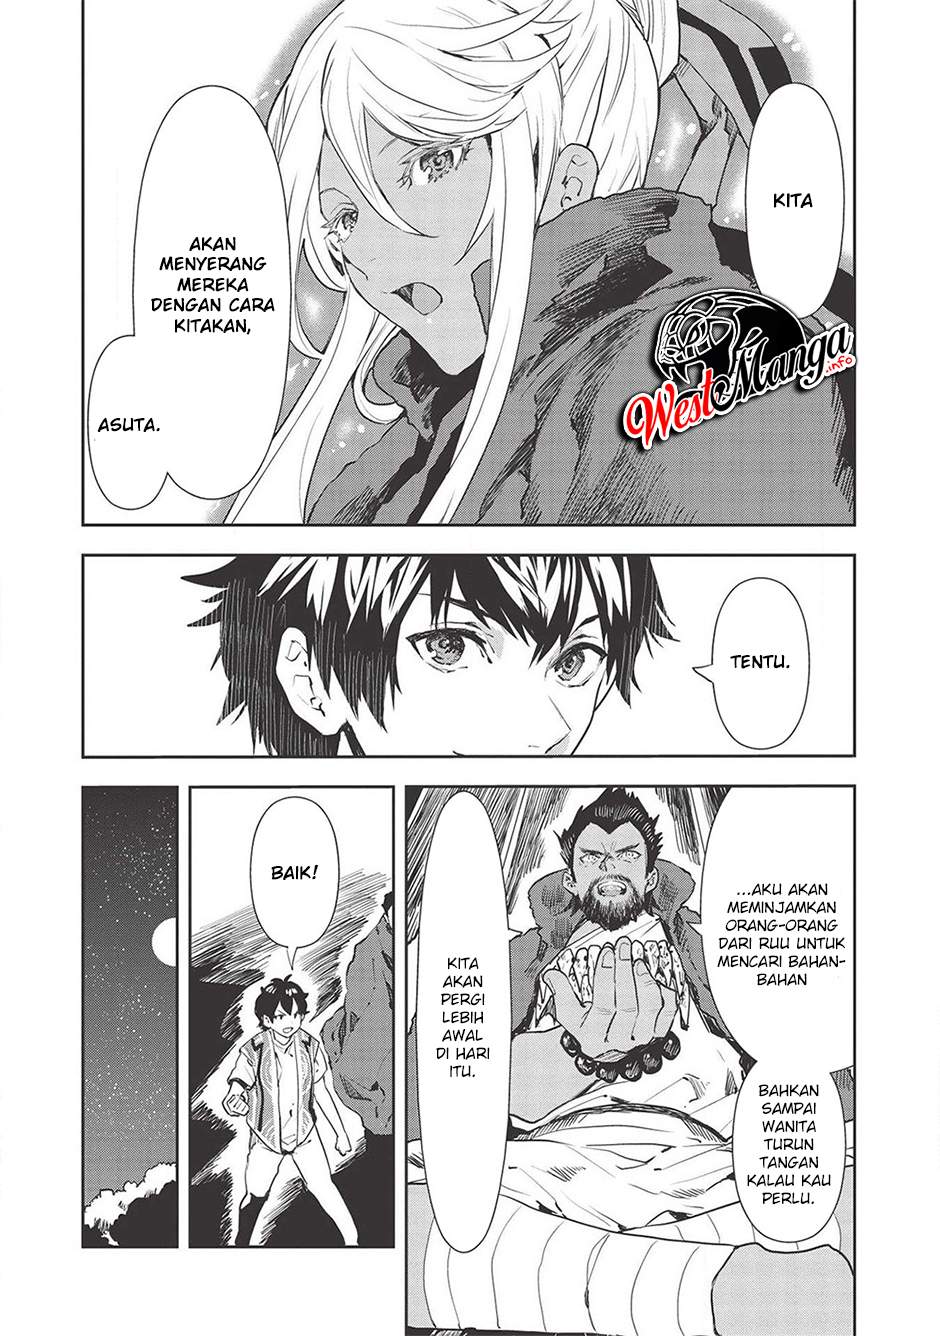 KITA
AKAN
MENYERANG
MEREKA
DENGAN CARA
KITAKAN,
ASUTA.
WestManga
.info
TENTU.
...AKU AKAN
MEMINJAMKAN
ORANG-ORANG
DARI RUU UNTUK
MENCARI BAHAN-
BAHAN
BAHKAN
SAMPAI
WANITA
TURUN
TANGAN
KALAU KAU
PERLU.
KITA
AKAN
PERGI
LEBIH
AWAL
DI HARI
ITU.
BAIK!